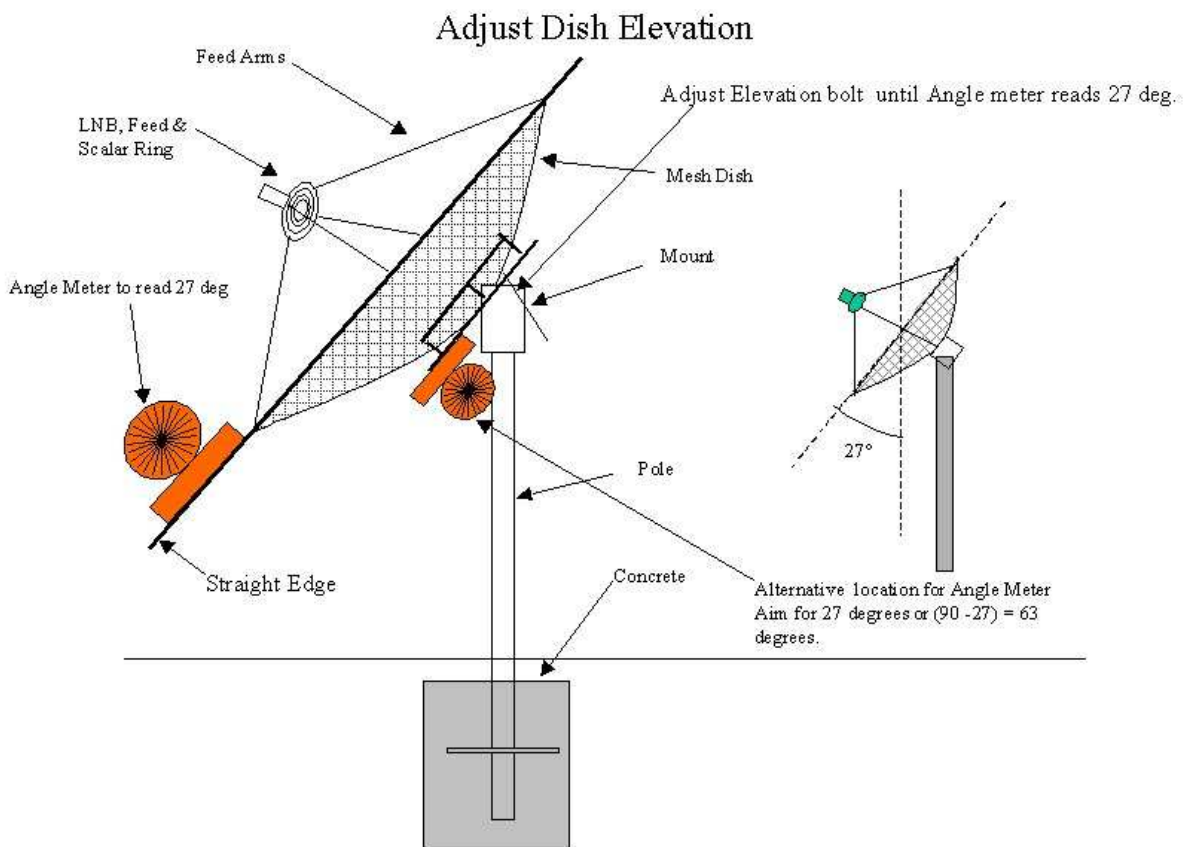 Adjust Dish Elevation
Feed Arms
Adjust Elevation bolt until Angle meter reads 27 deg.
LNB, Feed &
Scalar Ring
Mesh Dish
Mount
Angle Meter to read 27 deg
27°
Pole
Straight Edge
Concrete
Alternative location for Angle Meter
Aim for 27 degrees or (90 -27) = 63
degrees.